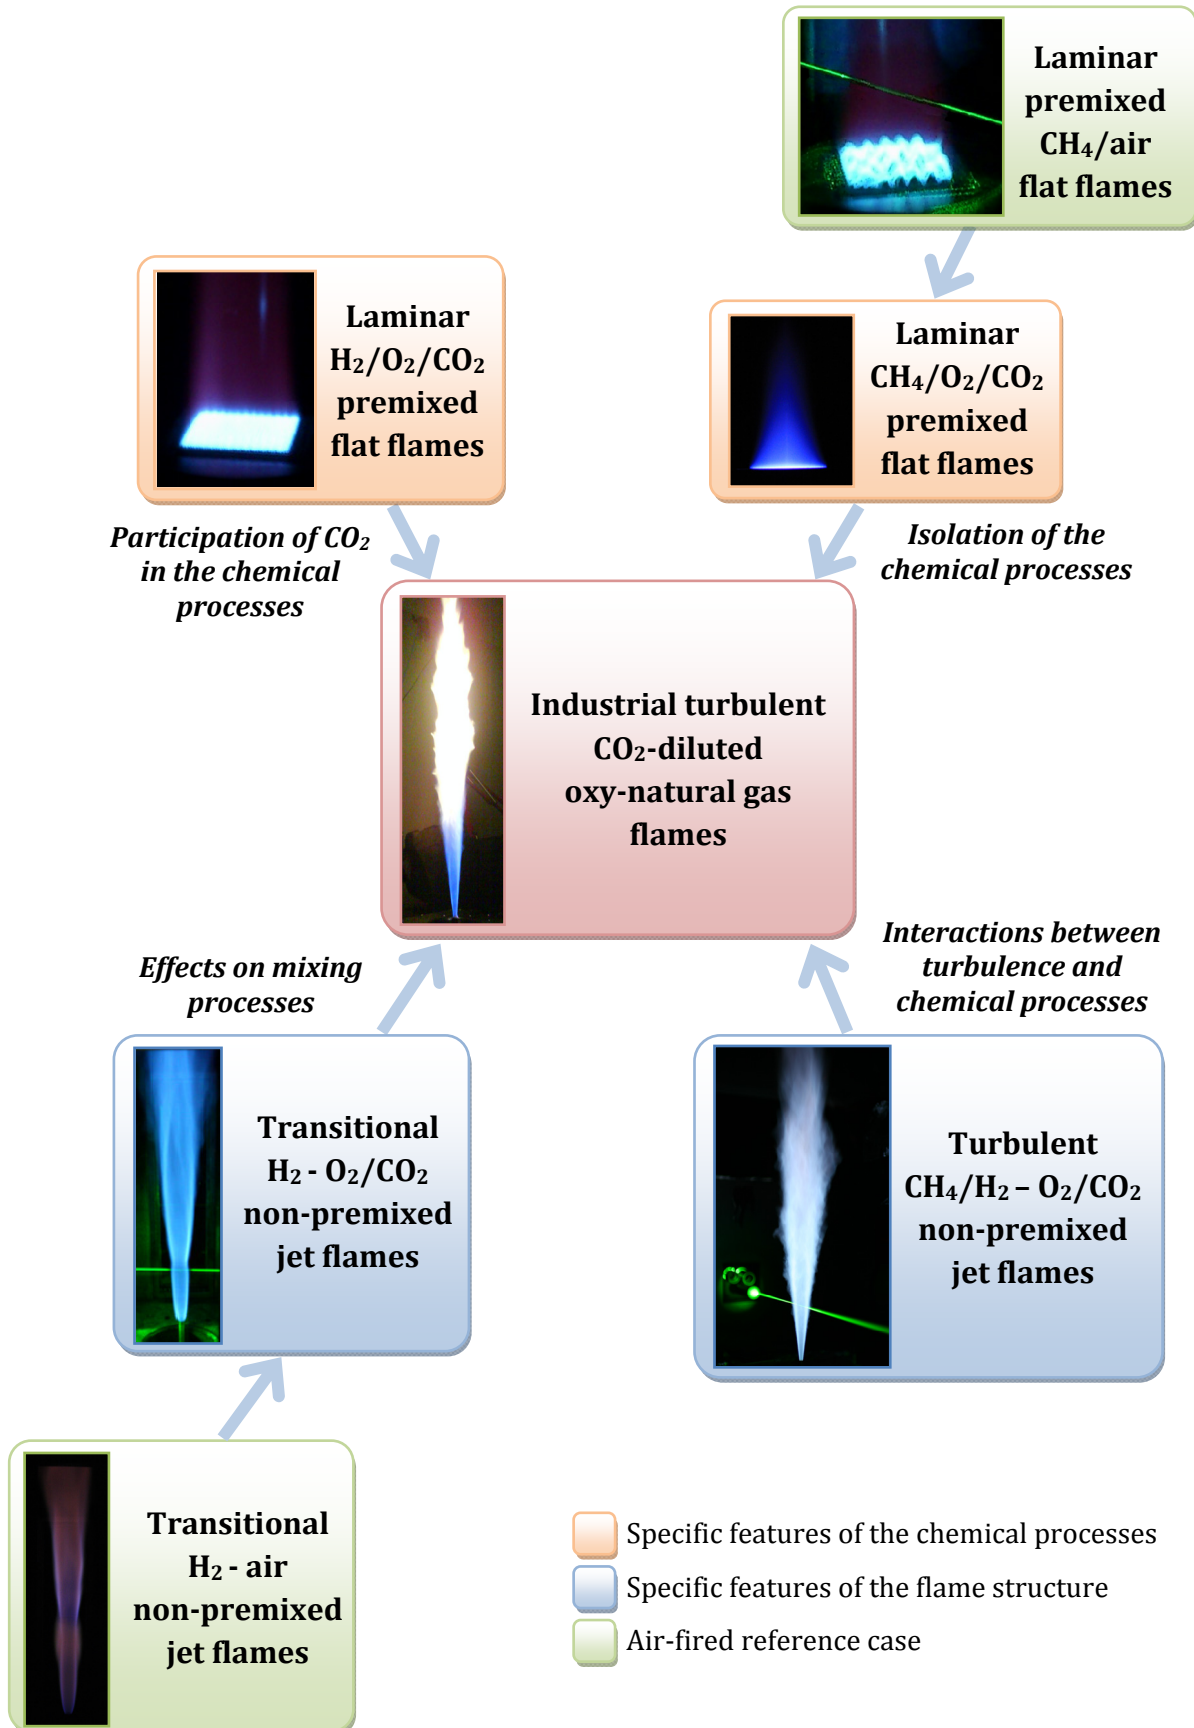 Laminar
premixed
CH₄/air
flat flames
Laminar
H₂/O₂/CO₂
premixed
flat flames
Laminar
CH₄/O₂/CO₂
premixed
flat flames
Participation of CO₂
in the chemical
processes
Isolation of the
chemical processes
Industrial turbulent
CO₂-diluted
oxy-natural gas
flames
Effects on mixing
processes
Interactions between
turbulence and
chemical processes
Transitional
H₂ - O₂/CO₂
non-premixed
jet flames
Turbulent
CH₄/H₂ – O₂/CO₂
non-premixed
jet flames
Transitional
H₂ - air
non-premixed
jet flames
Specific features of the chemical processes
Specific features of the flame structure
Air-fired reference case